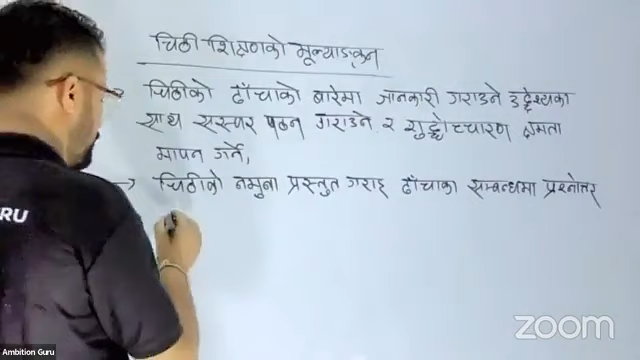 चिठी शिक्षणको मूल्याङ्कन
चिठीको ढाँचाको बारेमा जानकारी गराउने उद्देश्यका
साथ सस्वर पठन गराउने र शुद्धोच्चारण क्षमता
मापन गर्ने,
→ चिठीको नमुना प्रस्तुत गराइ ढाँचाका सम्बन्धमा प्रश्नोत्तर
RU
zoom
Ambition Guru